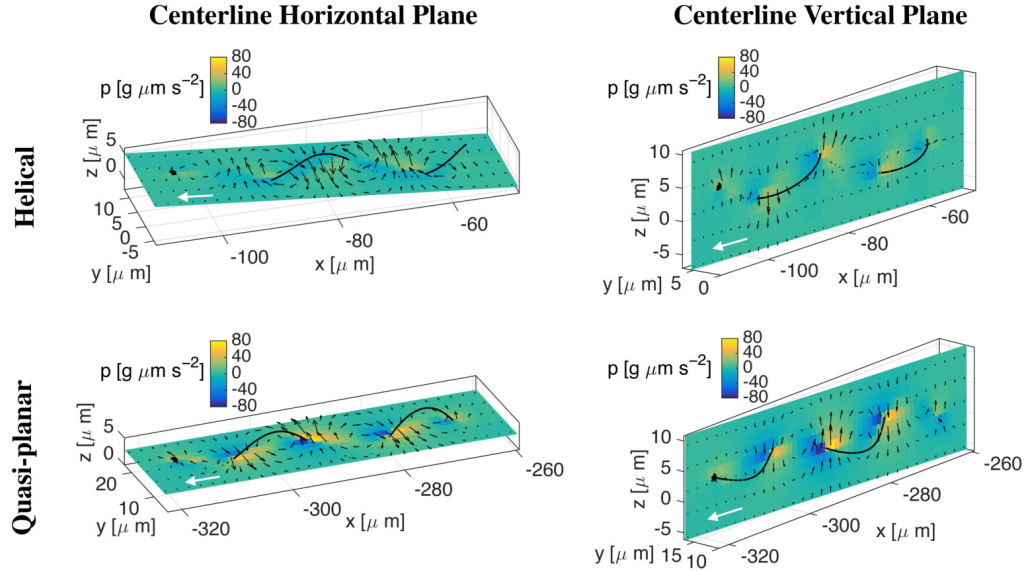 Centerline Horizontal Plane
Centerline Vertical Plane
Helical
p [g μm s⁻²]
80
40
0
-40
-80
z [μ m]
5
0
y [μ m]
10
5
0
-5
x [μ m]
-100
-80
-60
p [g μm s⁻²]
80
40
0
-40
-80
z [μ m]
10
5
0
-5
y [μ m]
5
0
x [μ m]
-100
-80
-60
Quasi-planar
p [g μm s⁻²]
80
40
0
-40
-80
z [μ m]
5
0
y [μ m]
20
10
x [μ m]
-320
-300
-280
-260
p [g μm s⁻²]
80
40
0
-40
-80
z [μ m]
10
5
0
-5
y [μ m]
15
10
x [μ m]
-320
-300
-280
-260